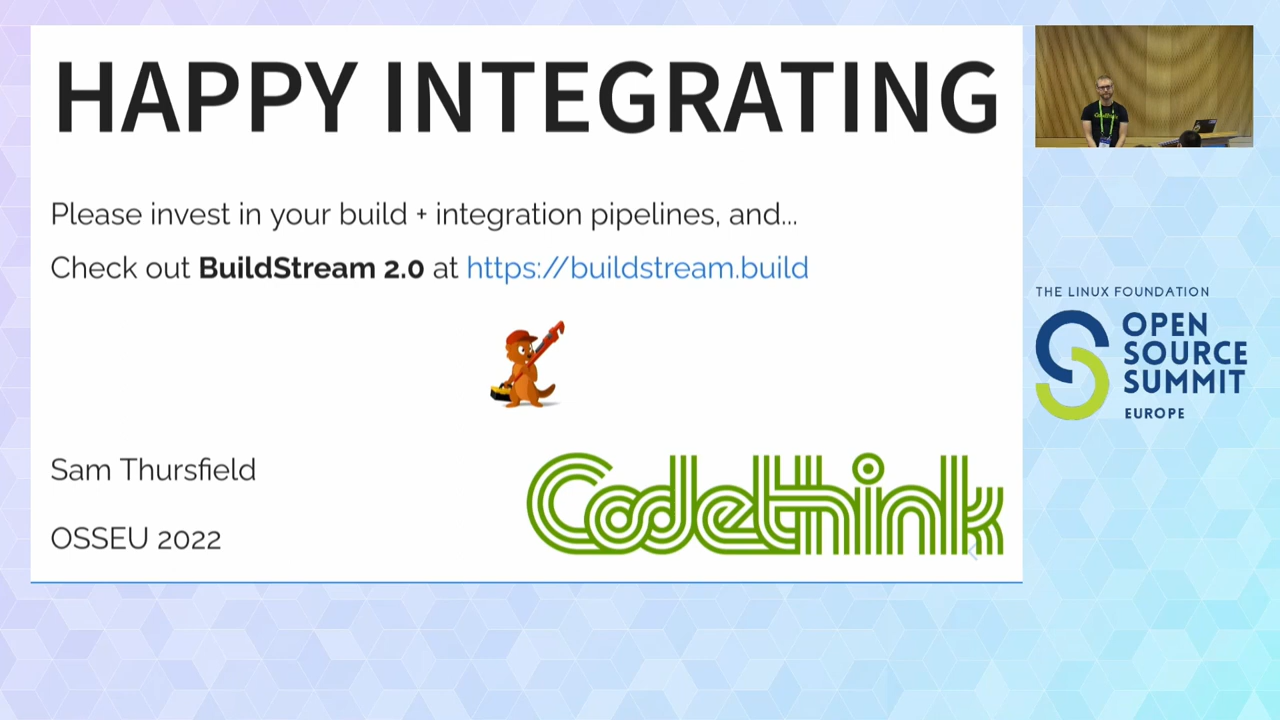 HAPPY INTEGRATING
Please invest in your build + integration pipelines, and...
Check out BuildStream 2.0 at https://buildstream.build
Sam Thursfield
OSSEU 2022
Codethink
THE LINUX FOUNDATION
OPEN
SOURCE
SUMMIT
EUROPE